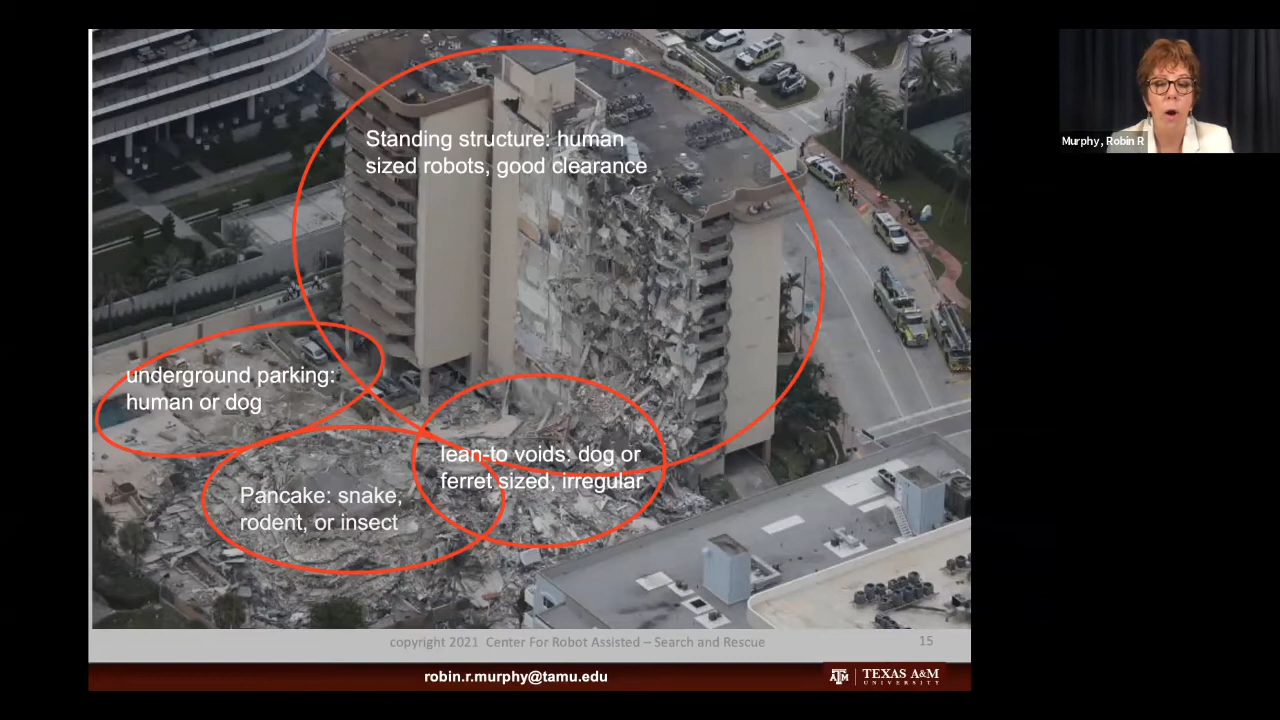 Standing structure: human
sized robots, good clearance
Murphy, Robin R
underground parking:
human or dog
lean-to voids: dog or
ferret sized, irregular
Pancake: snake,
rodent, or insect
copyright 2021 Center For Robot Assisted – Search and Rescue
15
robin.r.murphy@tamu.edu
ATM
TEXAS A&M
UNIVERSITY